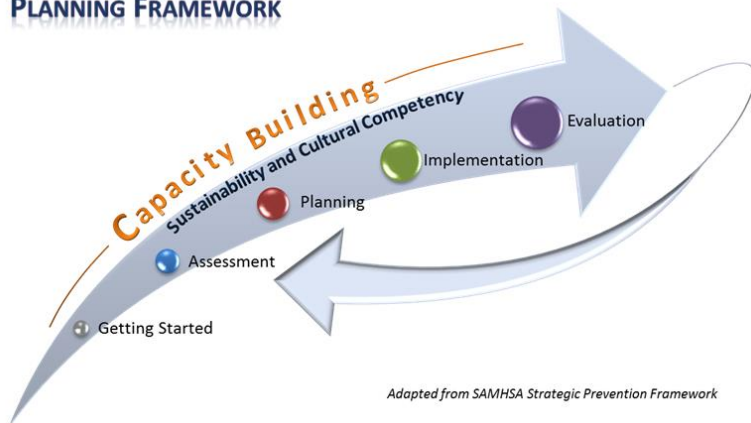 PLANNING FRAMEWORK
Capacity Building
Sustainability and Cultural Competency
Evaluation
Implementation
Planning
Assessment
Getting Started
Adapted from SAMHSA Strategic Prevention Framework